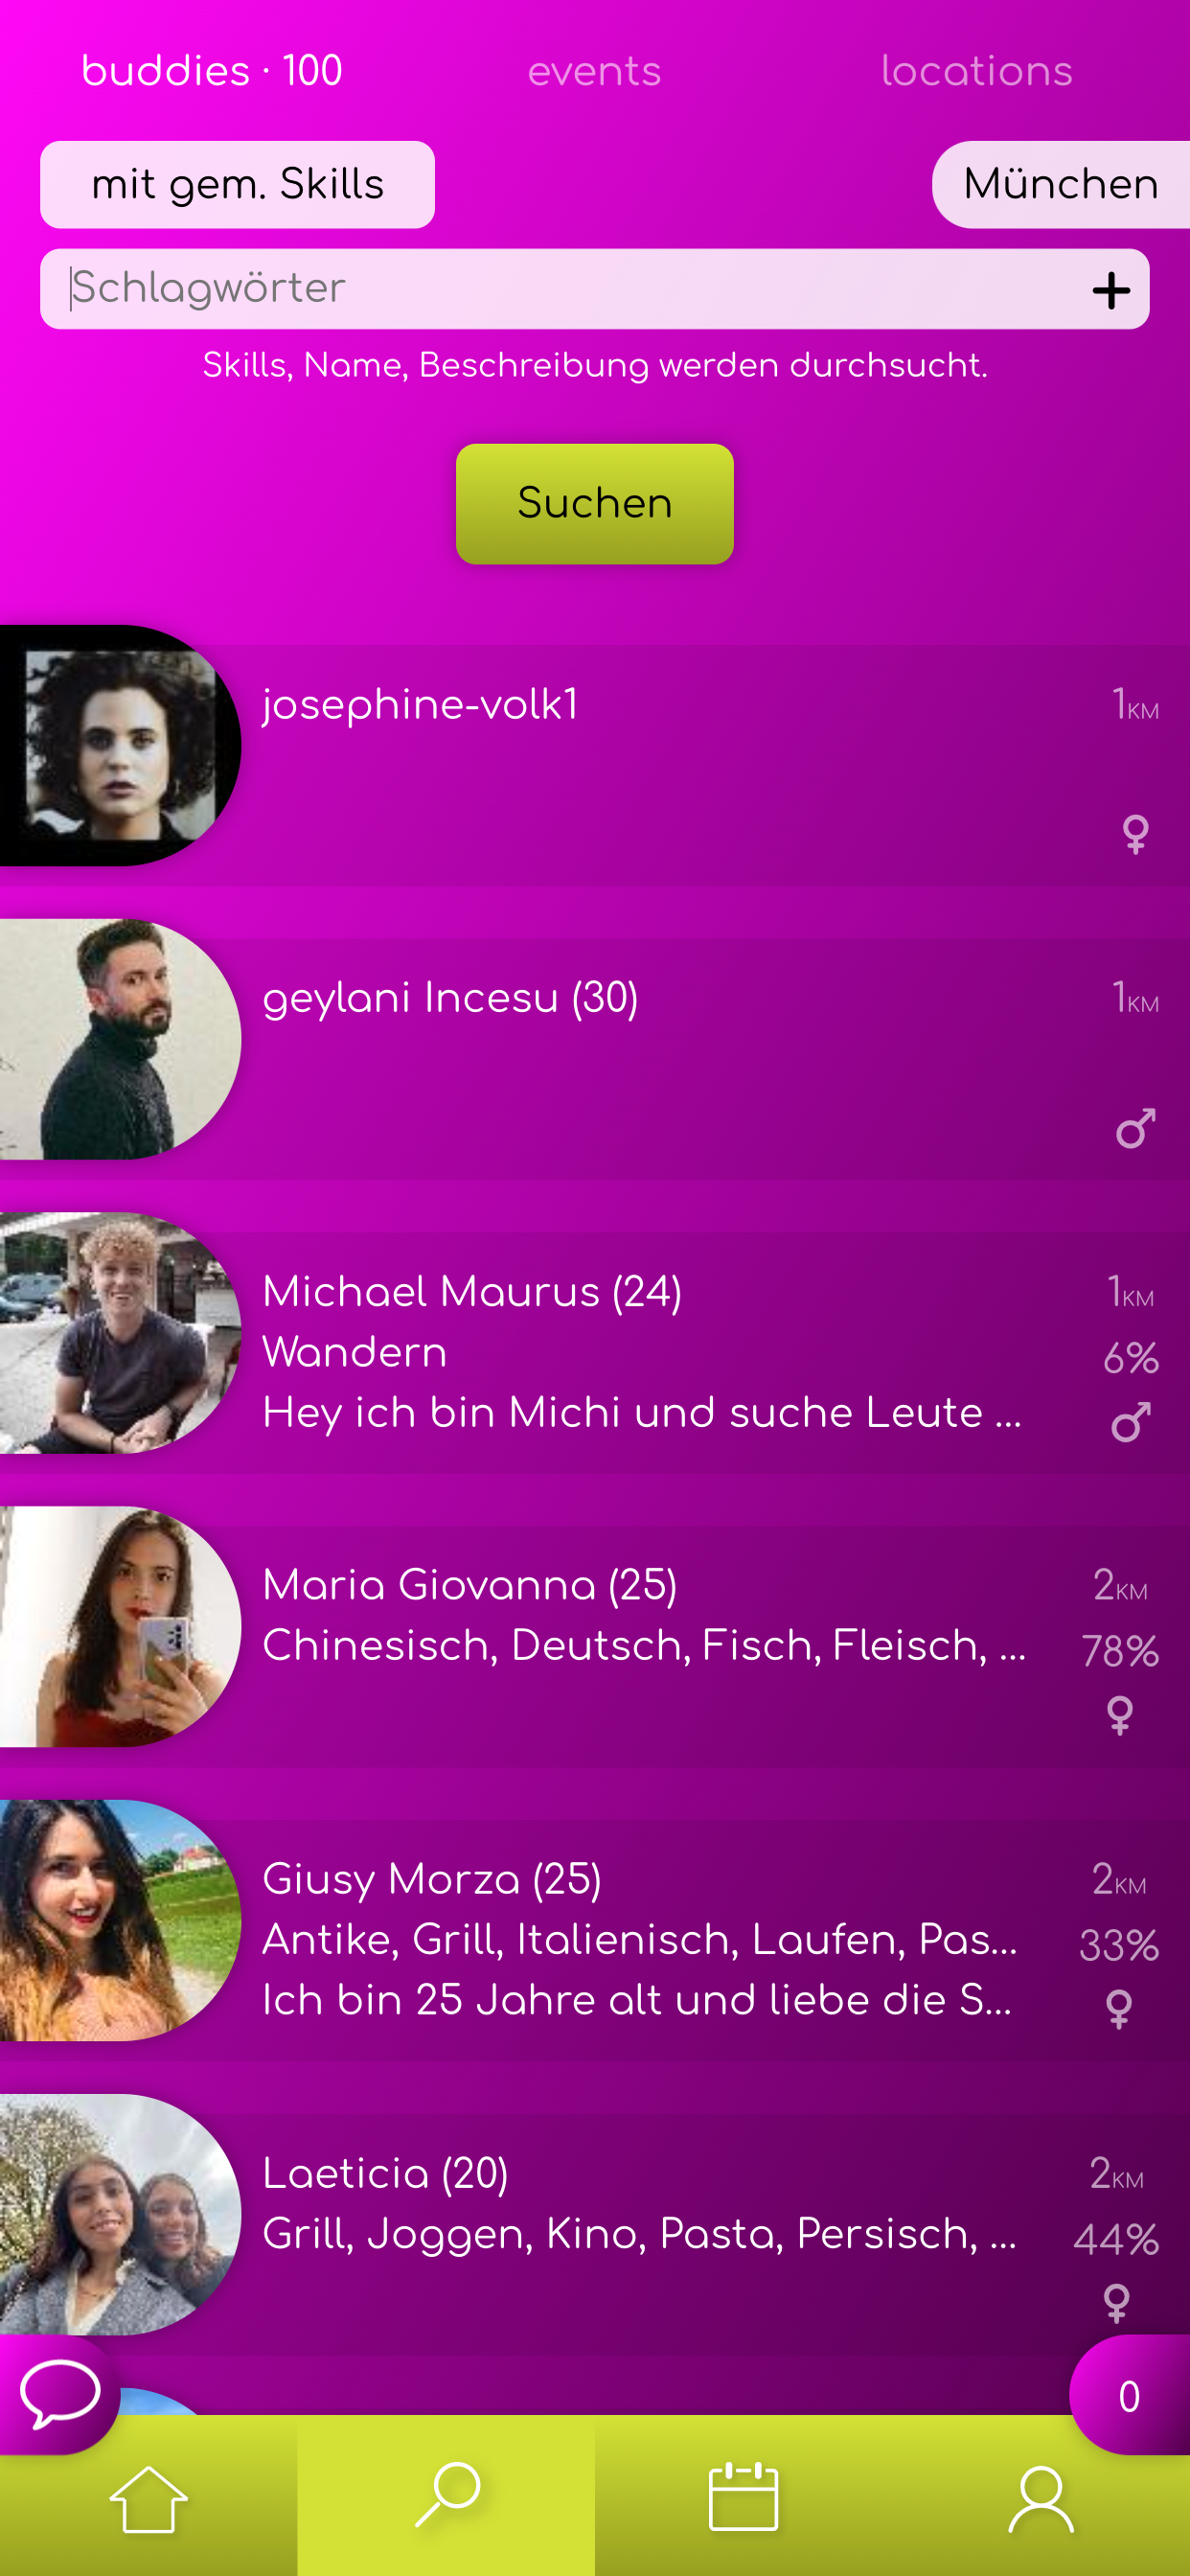 buddies · 100 events locations
mit gem. Skills München
Schlagwörter
Skills, Name, Beschreibung werden durchsucht.
Suchen
josephine-volk1 1KM
geylani Incesu (30) 1KM
Michael Maurus (24) 1KM
Wandern 6%
Hey ich bin Michi und suche Leute ...
Maria Giovanna (25) 2KM
Chinesisch, Deutsch, Fisch, Fleisch, ... 78%
Giusy Morza (25) 2KM
Antike, Grill, Italienisch, Laufen, Pas... 33%
Ich bin 25 Jahre alt und liebe die S...
Laeticia (20) 2KM
Grill, Joggen, Kino, Pasta, Persisch, ... 44%
0